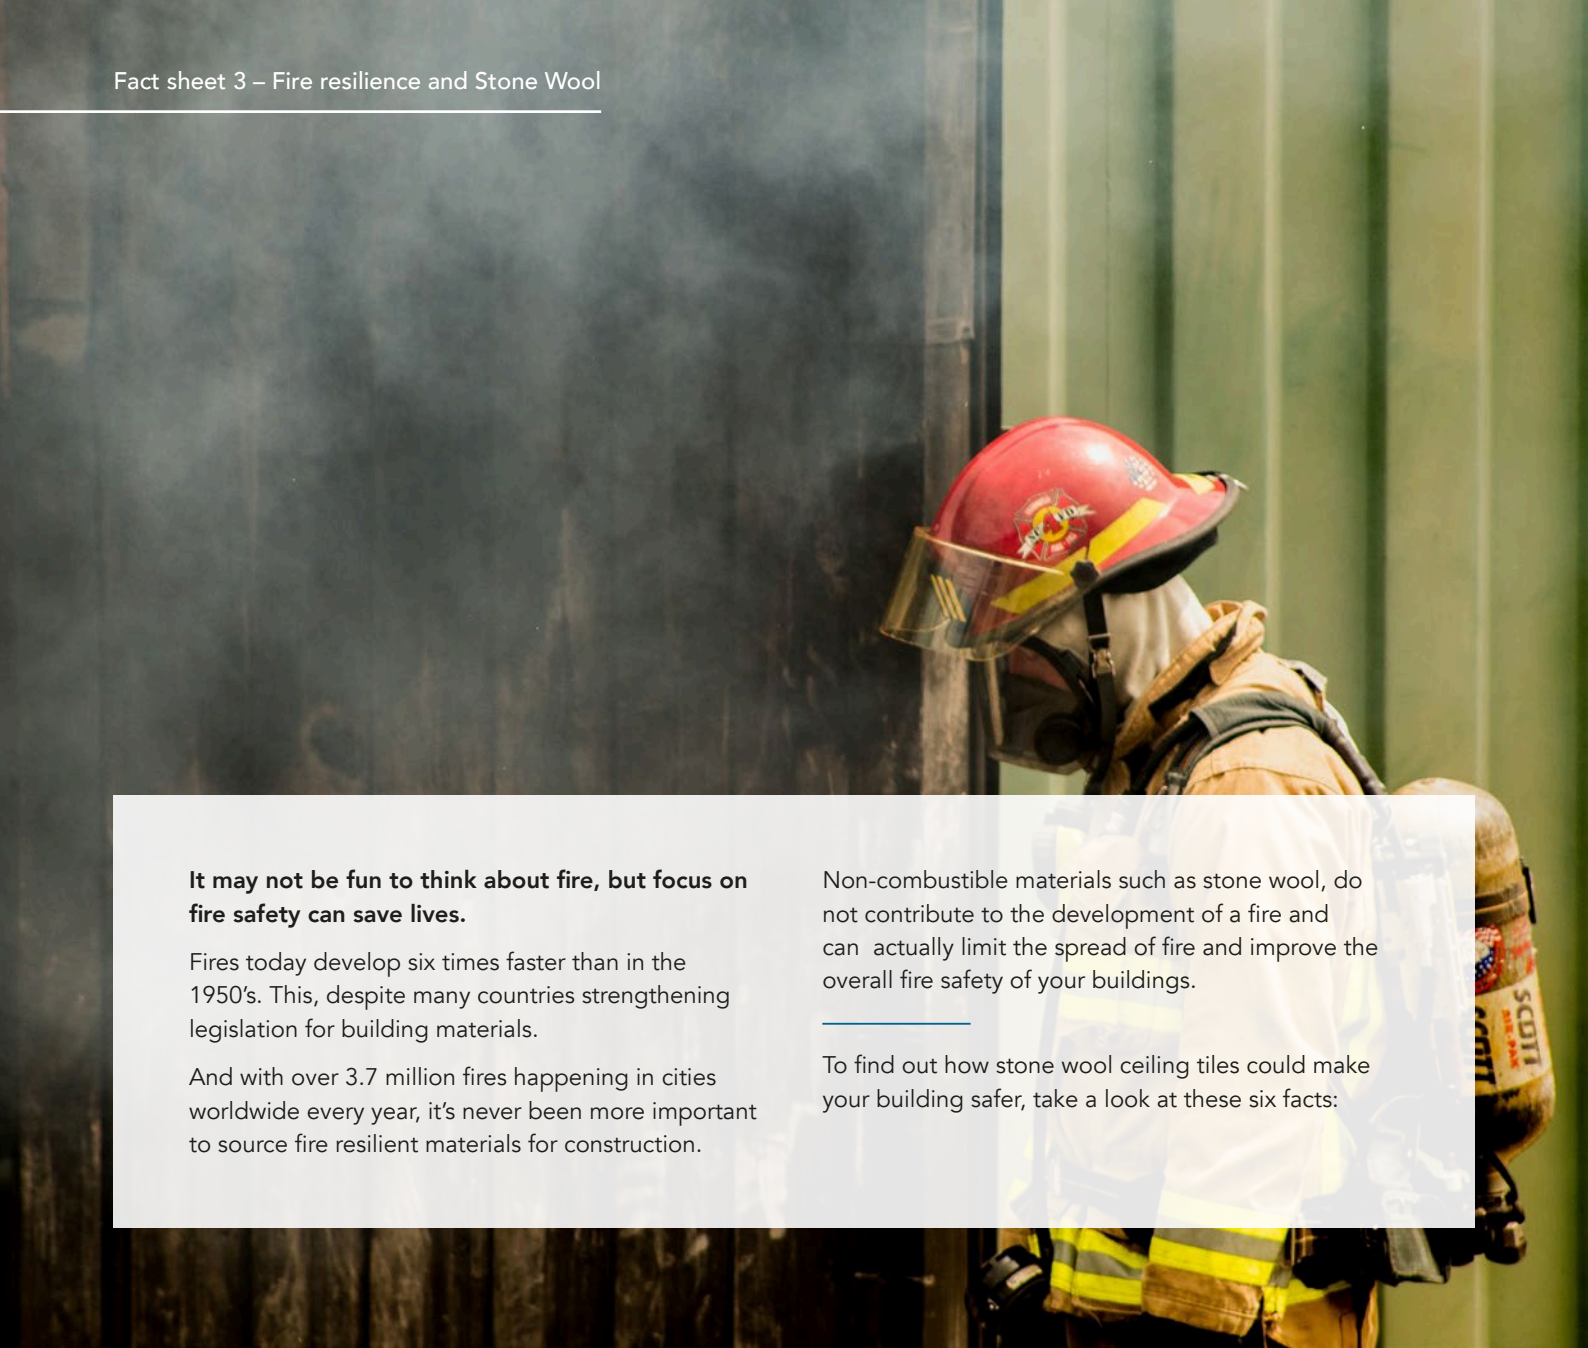 Fact sheet 3 – Fire resilience and Stone Wool
It may not be fun to think about fire, but focus on
fire safety can save lives.
Fires today develop six times faster than in the
1950’s. This, despite many countries strengthening
legislation for building materials.
And with over 3.7 million fires happening in cities
worldwide every year, it’s never been more important
to source fire resilient materials for construction.
Non-combustible materials such as stone wool, do
not contribute to the development of a fire and
can  actually limit the spread of fire and improve the
overall fire safety of your buildings.
To find out how stone wool ceiling tiles could make
your building safer, take a look at these six facts:
SCOTT
AIR-PAK
SCOTT